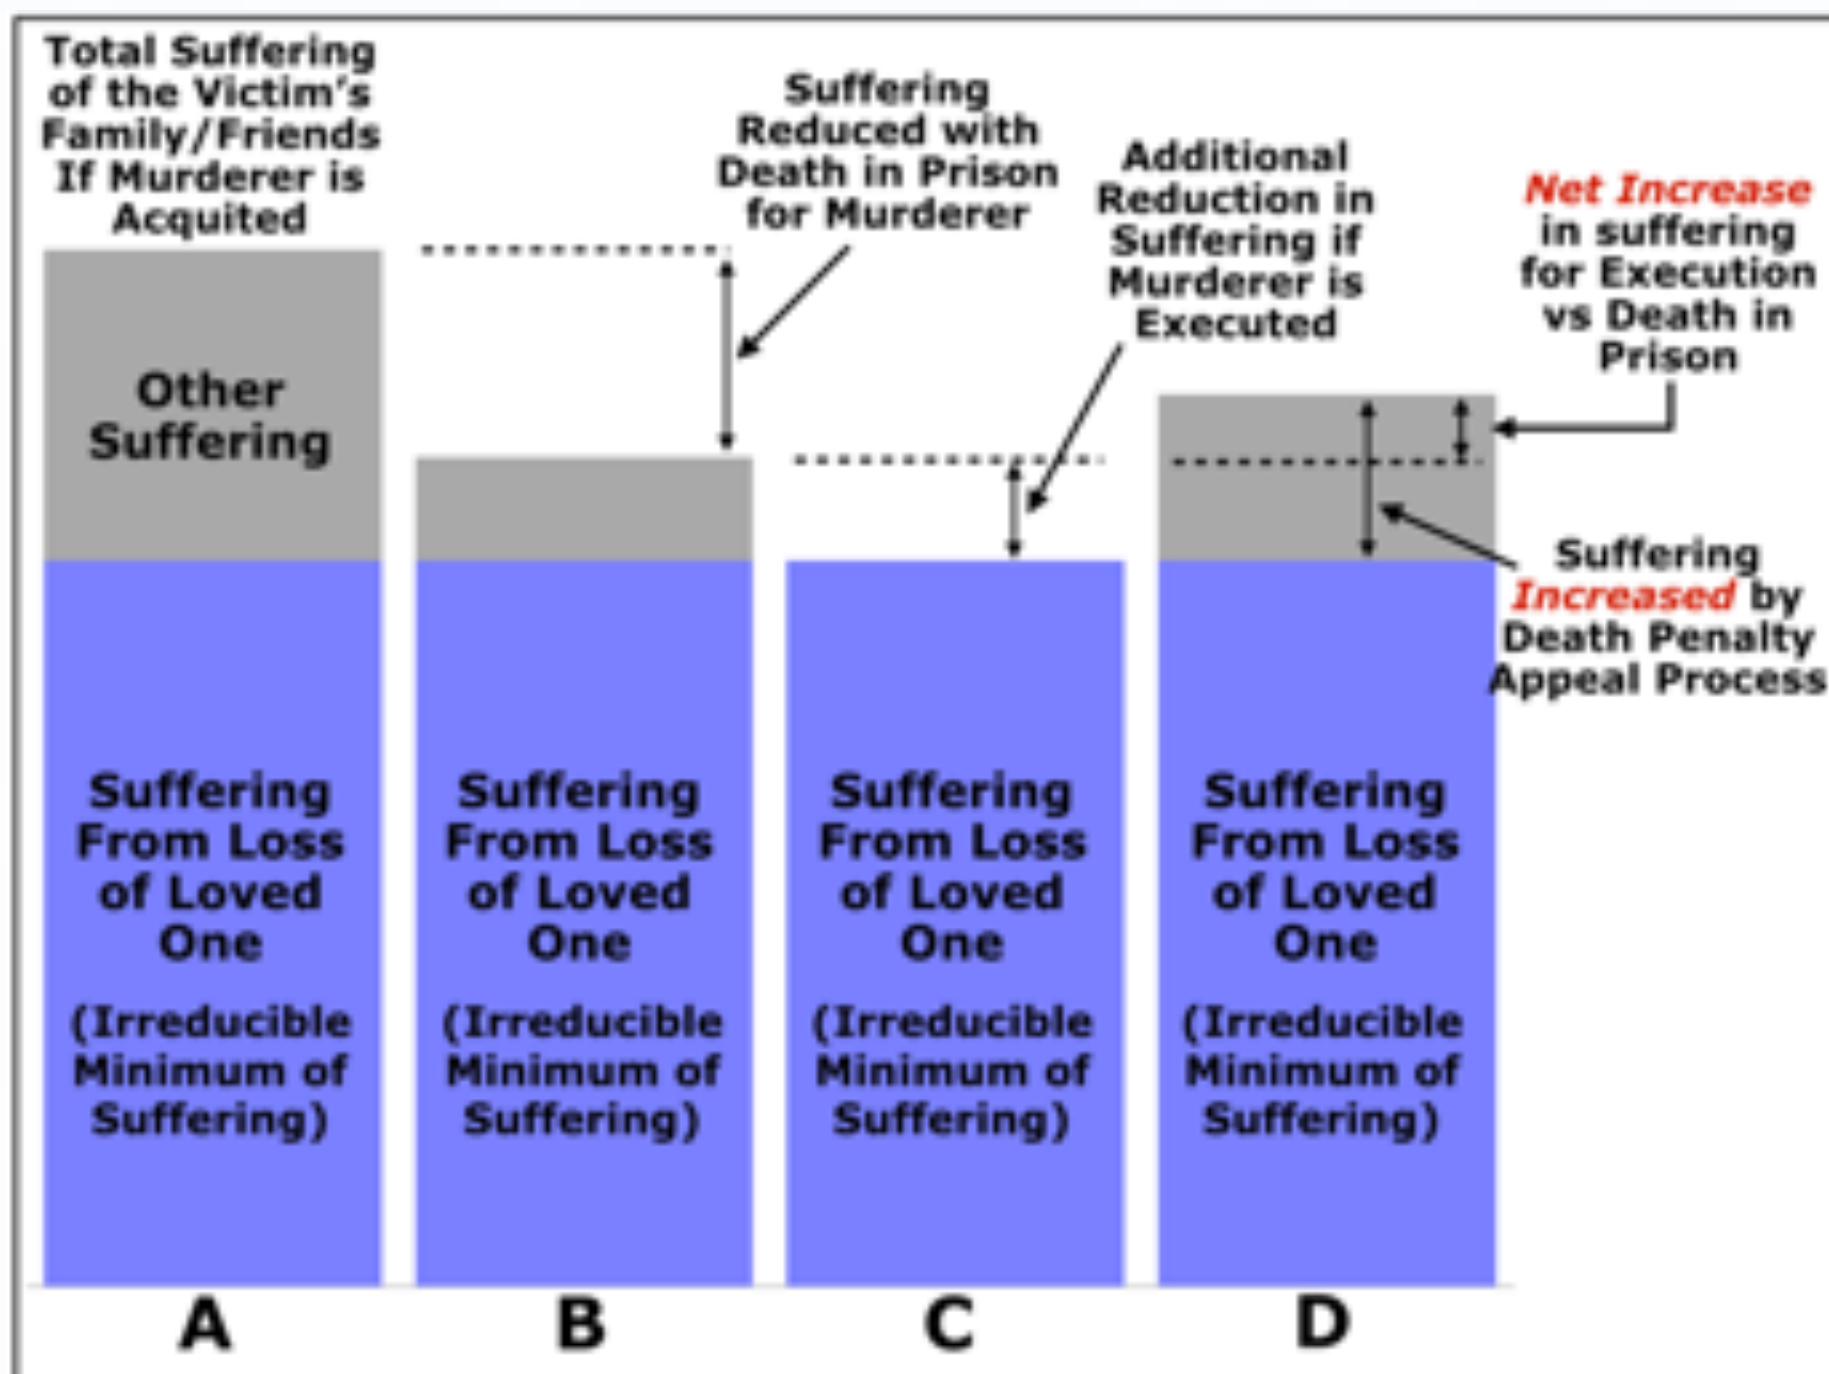 Total Suffering
of the Victim's
Family/Friends
If Murderer is
Acquited
Suffering
Reduced with
Death in Prison
for Murderer
Additional
Reduction in
Suffering if
Murderer is
Executed
Net Increase
in suffering
for Execution
vs Death in
Prison
Other
Suffering
Suffering
Increased by
Death Penalty
Appeal Process
Suffering
From Loss
of Loved
One
(Irreducible
Minimum of
Suffering)
Suffering
From Loss
of Loved
One
(Irreducible
Minimum of
Suffering)
Suffering
From Loss
of Loved
One
(Irreducible
Minimum of
Suffering)
Suffering
From Loss
of Loved
One
(Irreducible
Minimum of
Suffering)
A
B
C
D